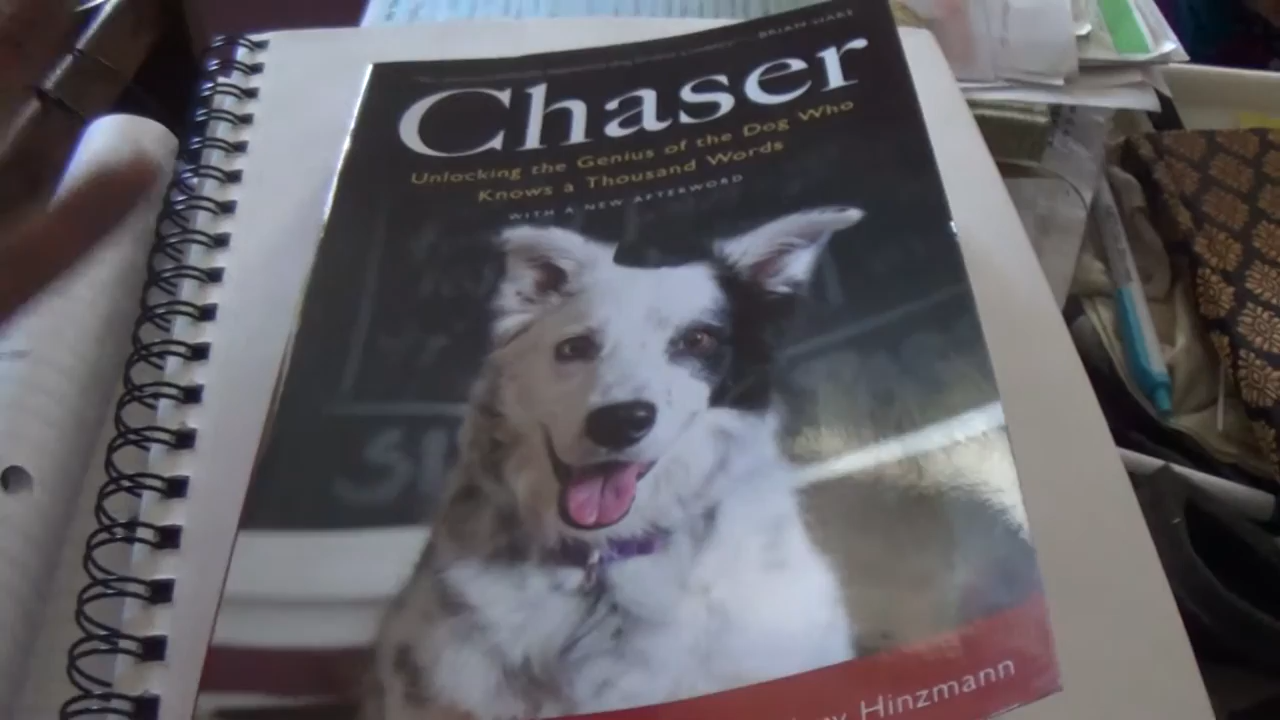 BRIAN HARE
Chaser
Unlocking the Genius of the Dog Who
Knows a Thousand Words
WITH A NEW AFTERWORD
Hinzmann